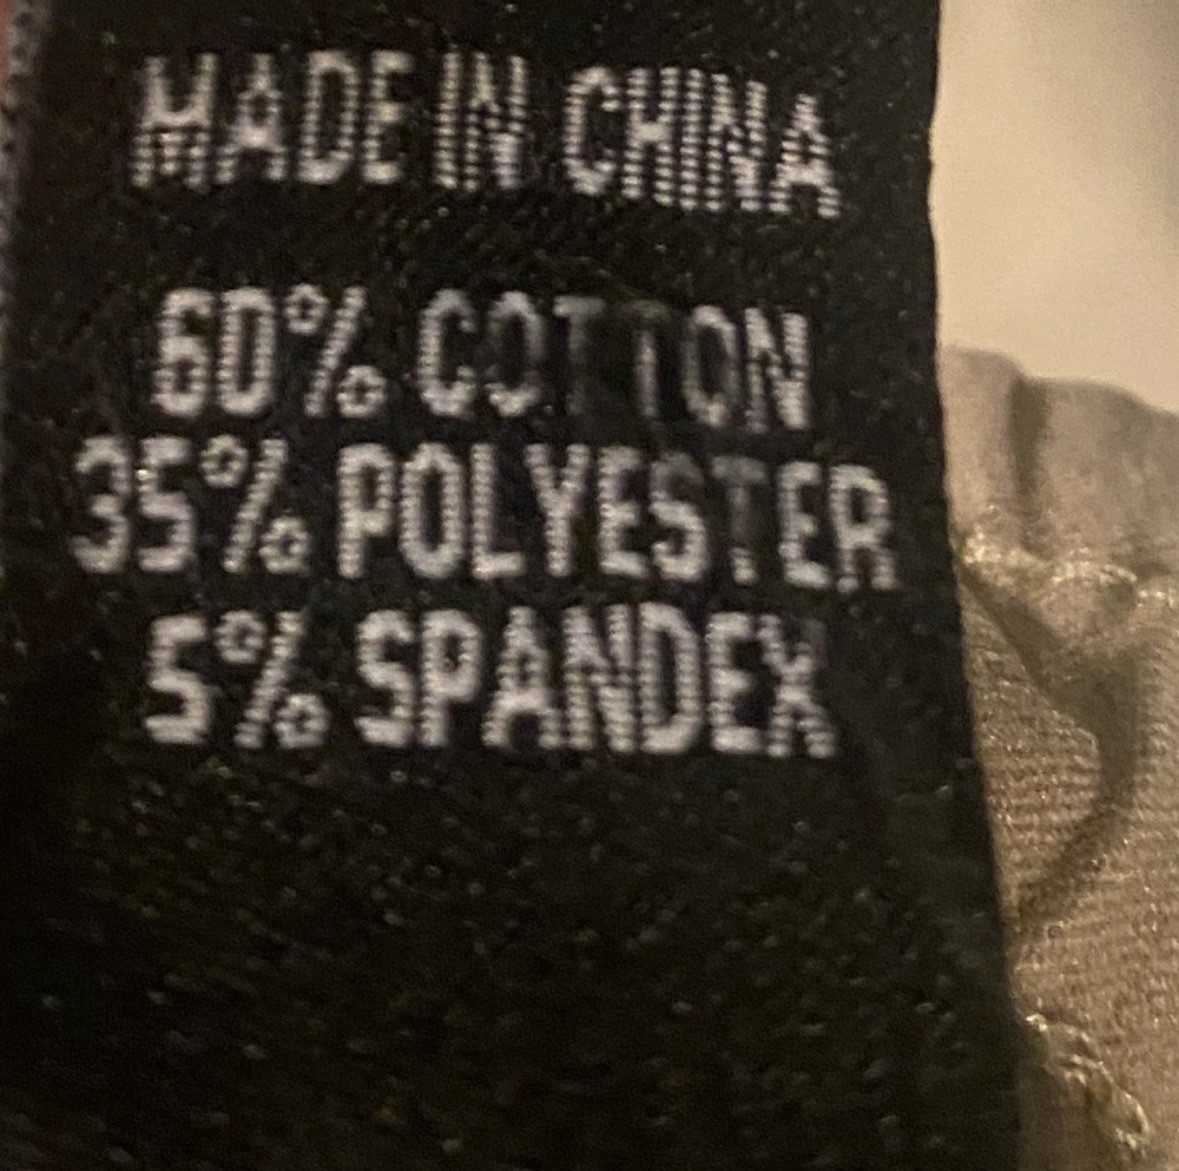 MADE IN CHINA
60% COTTON
35% POLYESTER
5% SPANDEX